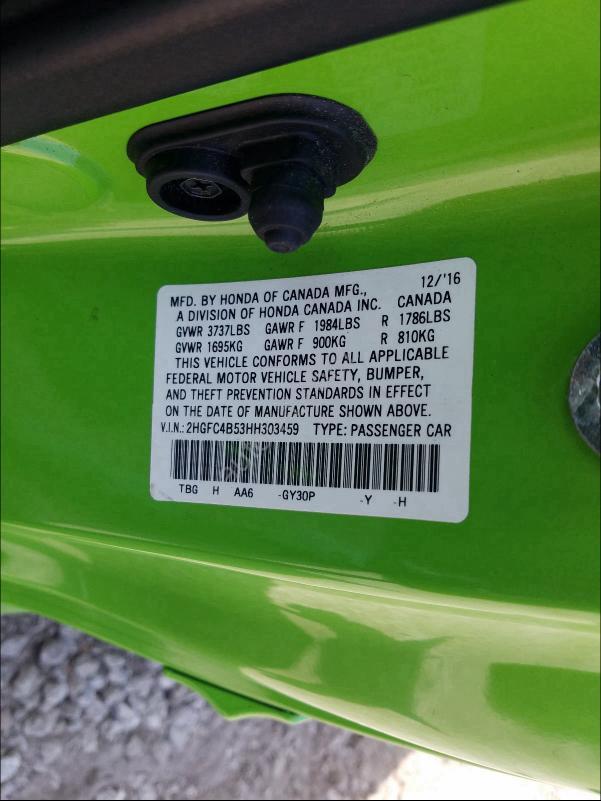 12/'16
MFD. BY HONDA OF CANADA MFG.,
A DIVISION OF HONDA CANADA INC. CANADA
GVWR 3737LBS GAWR F 1984LBS R 1786LBS
GVWR 1695KG GAWR F 900KG R 810KG
THIS VEHICLE CONFORMS TO ALL APPLICABLE
FEDERAL MOTOR VEHICLE SAFETY, BUMPER,
AND THEFT PREVENTION STANDARDS IN EFFECT
ON THE DATE OF MANUFACTURE SHOWN ABOVE.
V.I.N.: 2HGFC4B53HH303459 TYPE: PASSENGER CAR
TBG H AA6 -GY30P -Y -H